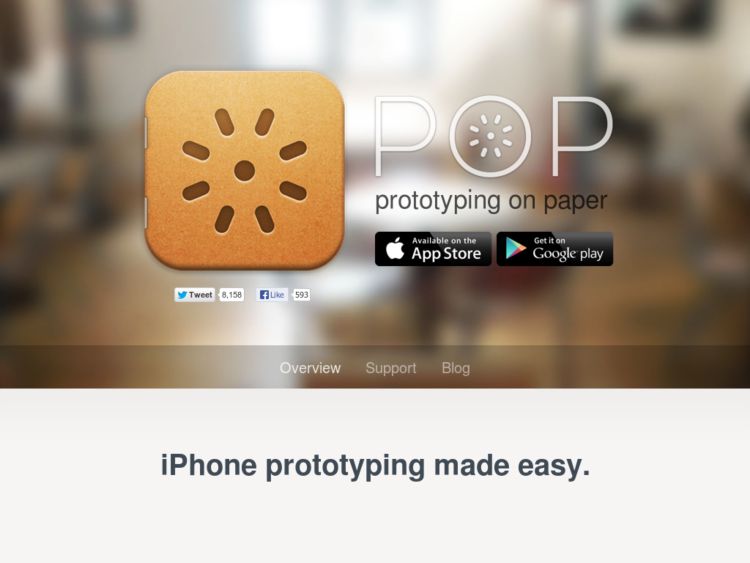 POP
prototyping on paper
Available on the
App Store
Get it on
Google play
Tweet
8,158
Like
593
Overview
Support
Blog
iPhone prototyping made easy.